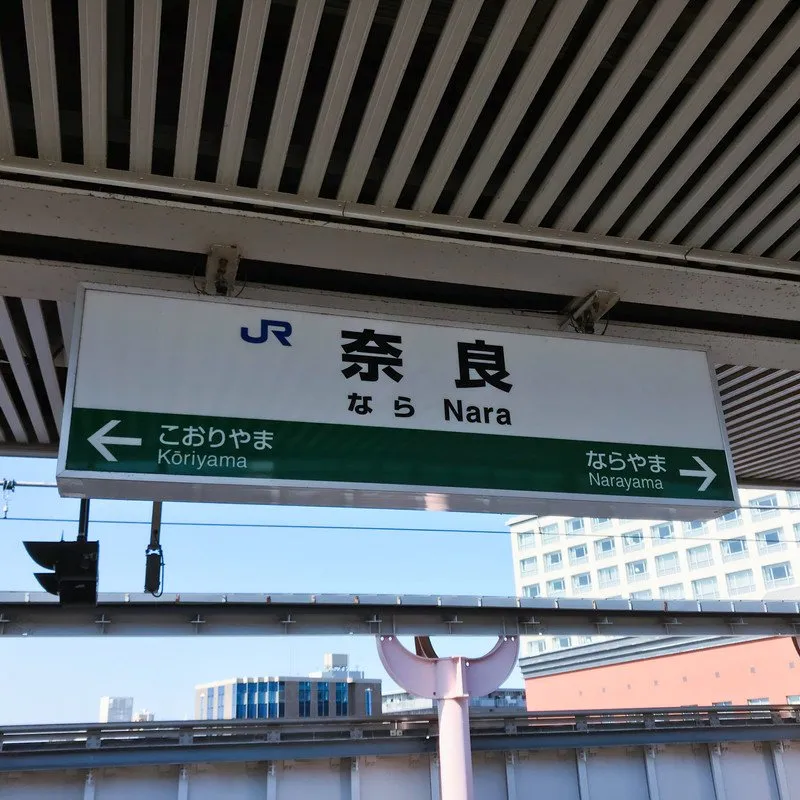 JR 奈良
なら Nara
← こおりやま
Kōriyama
ならやま →
Narayama